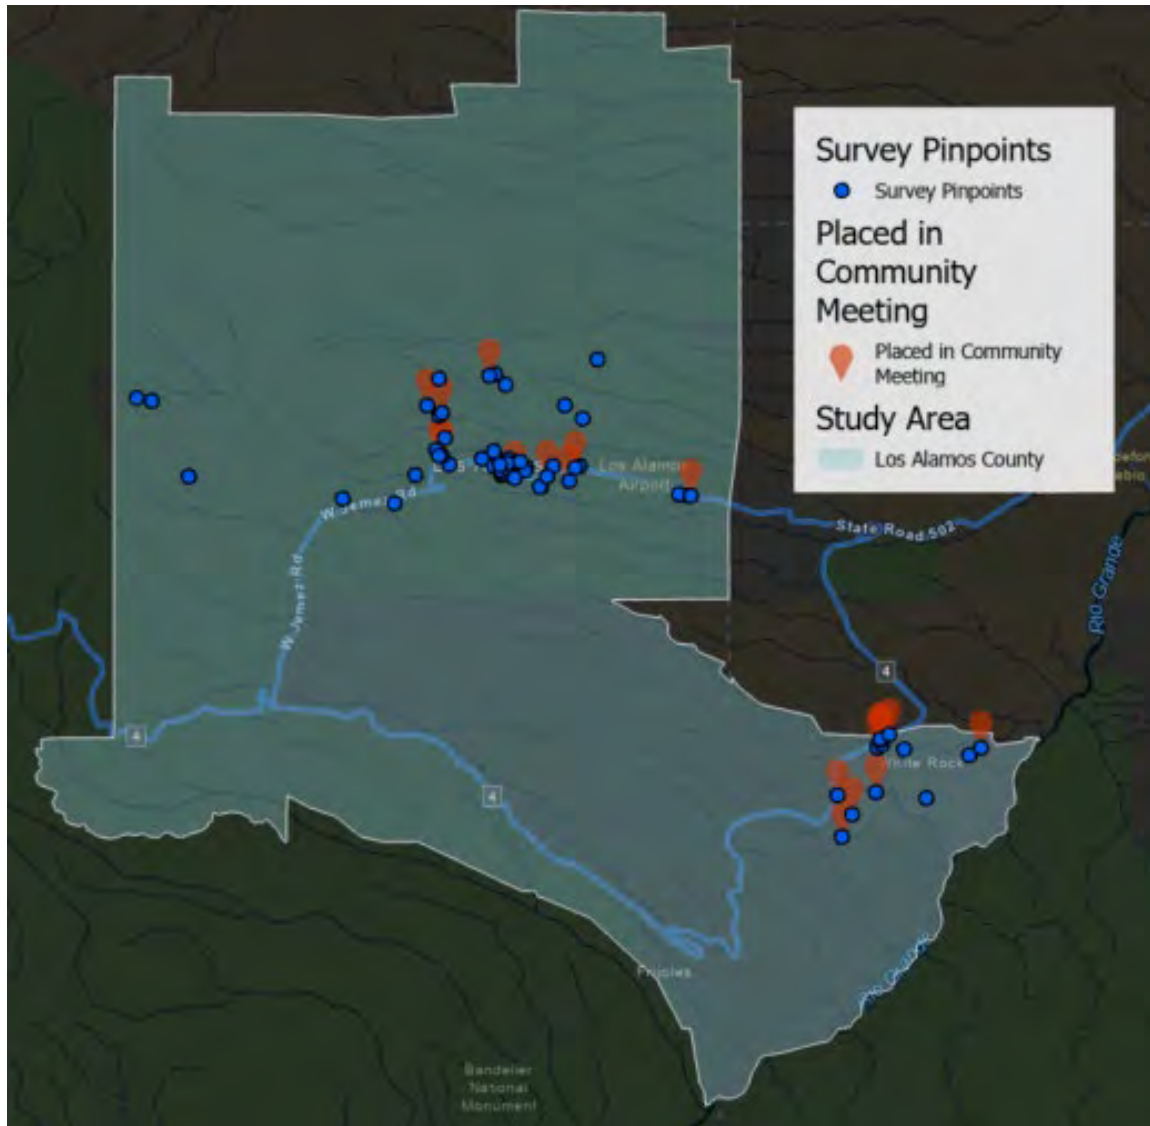 Survey Pinpoints
Survey Pinpoints
Placed in
Community
Meeting
Placed in Community
Meeting
Study Area
Los Alamos County
Los Alamos
Airport
W Jemez Rd
State Road 502
W Jemez Rd
Rio Grande
4
4
White Rock
4
Frijoles
Rio Grande
Bandelier
National
Monument